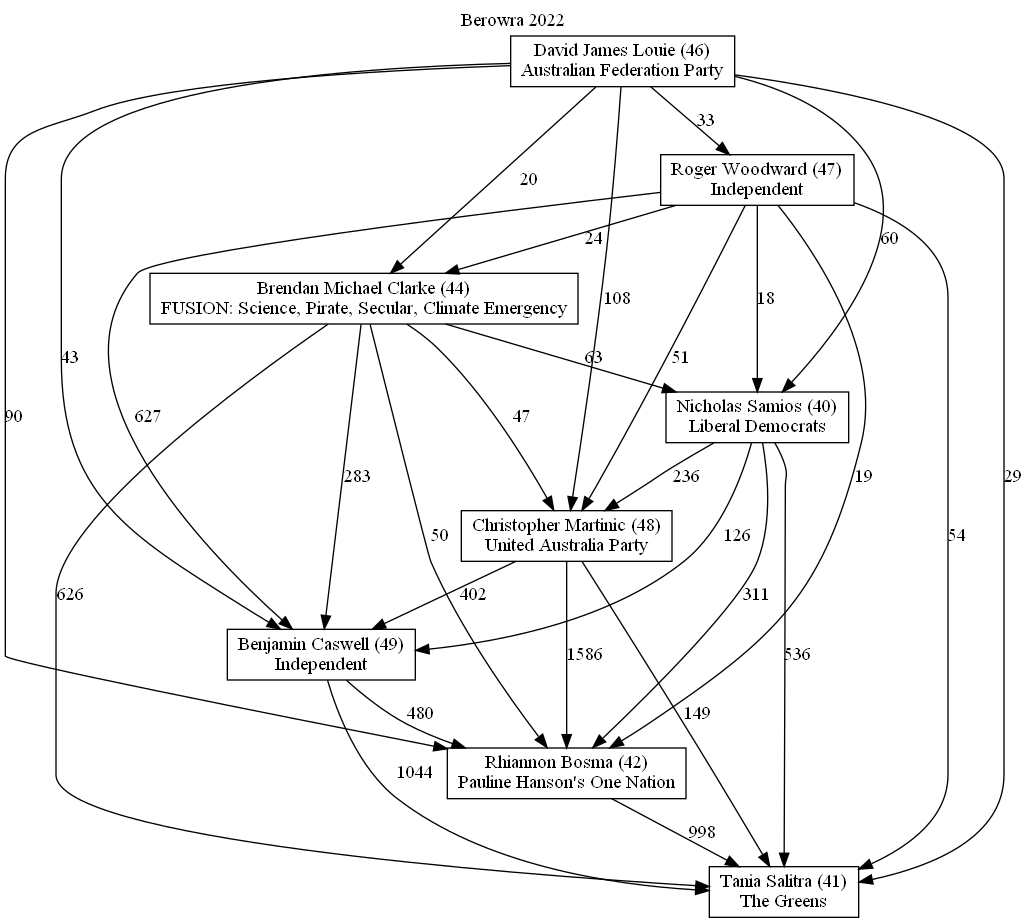 Berowra 2022
David James Louie (46)
Australian Federation Party
33
Roger Woodward (47)
Independent
20
24
60
Brendan Michael Clarke (44)
FUSION: Science, Pirate, Secular, Climate Emergency
108
18
43
63
51
90
627
47
Nicholas Samios (40)
Liberal Democrats
283
236
19
29
Christopher Martinic (48)
United Australia Party
50
126
54
626
402
311
Benjamin Caswell (49)
Independent
1586
536
480
149
Rhiannon Bosma (42)
Pauline Hanson's One Nation
1044
998
Tania Salitra (41)
The Greens